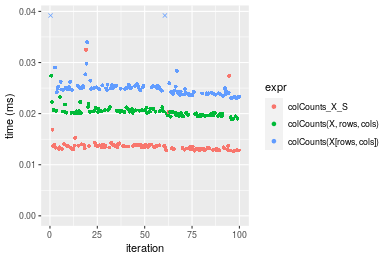 0.04
0.03
0.02
0.01
0.00
time (ms)
0 25 50 75 100
iteration
expr
colCounts_X_S
colCounts(X, rows, cols)
colCounts(X[rows, cols])